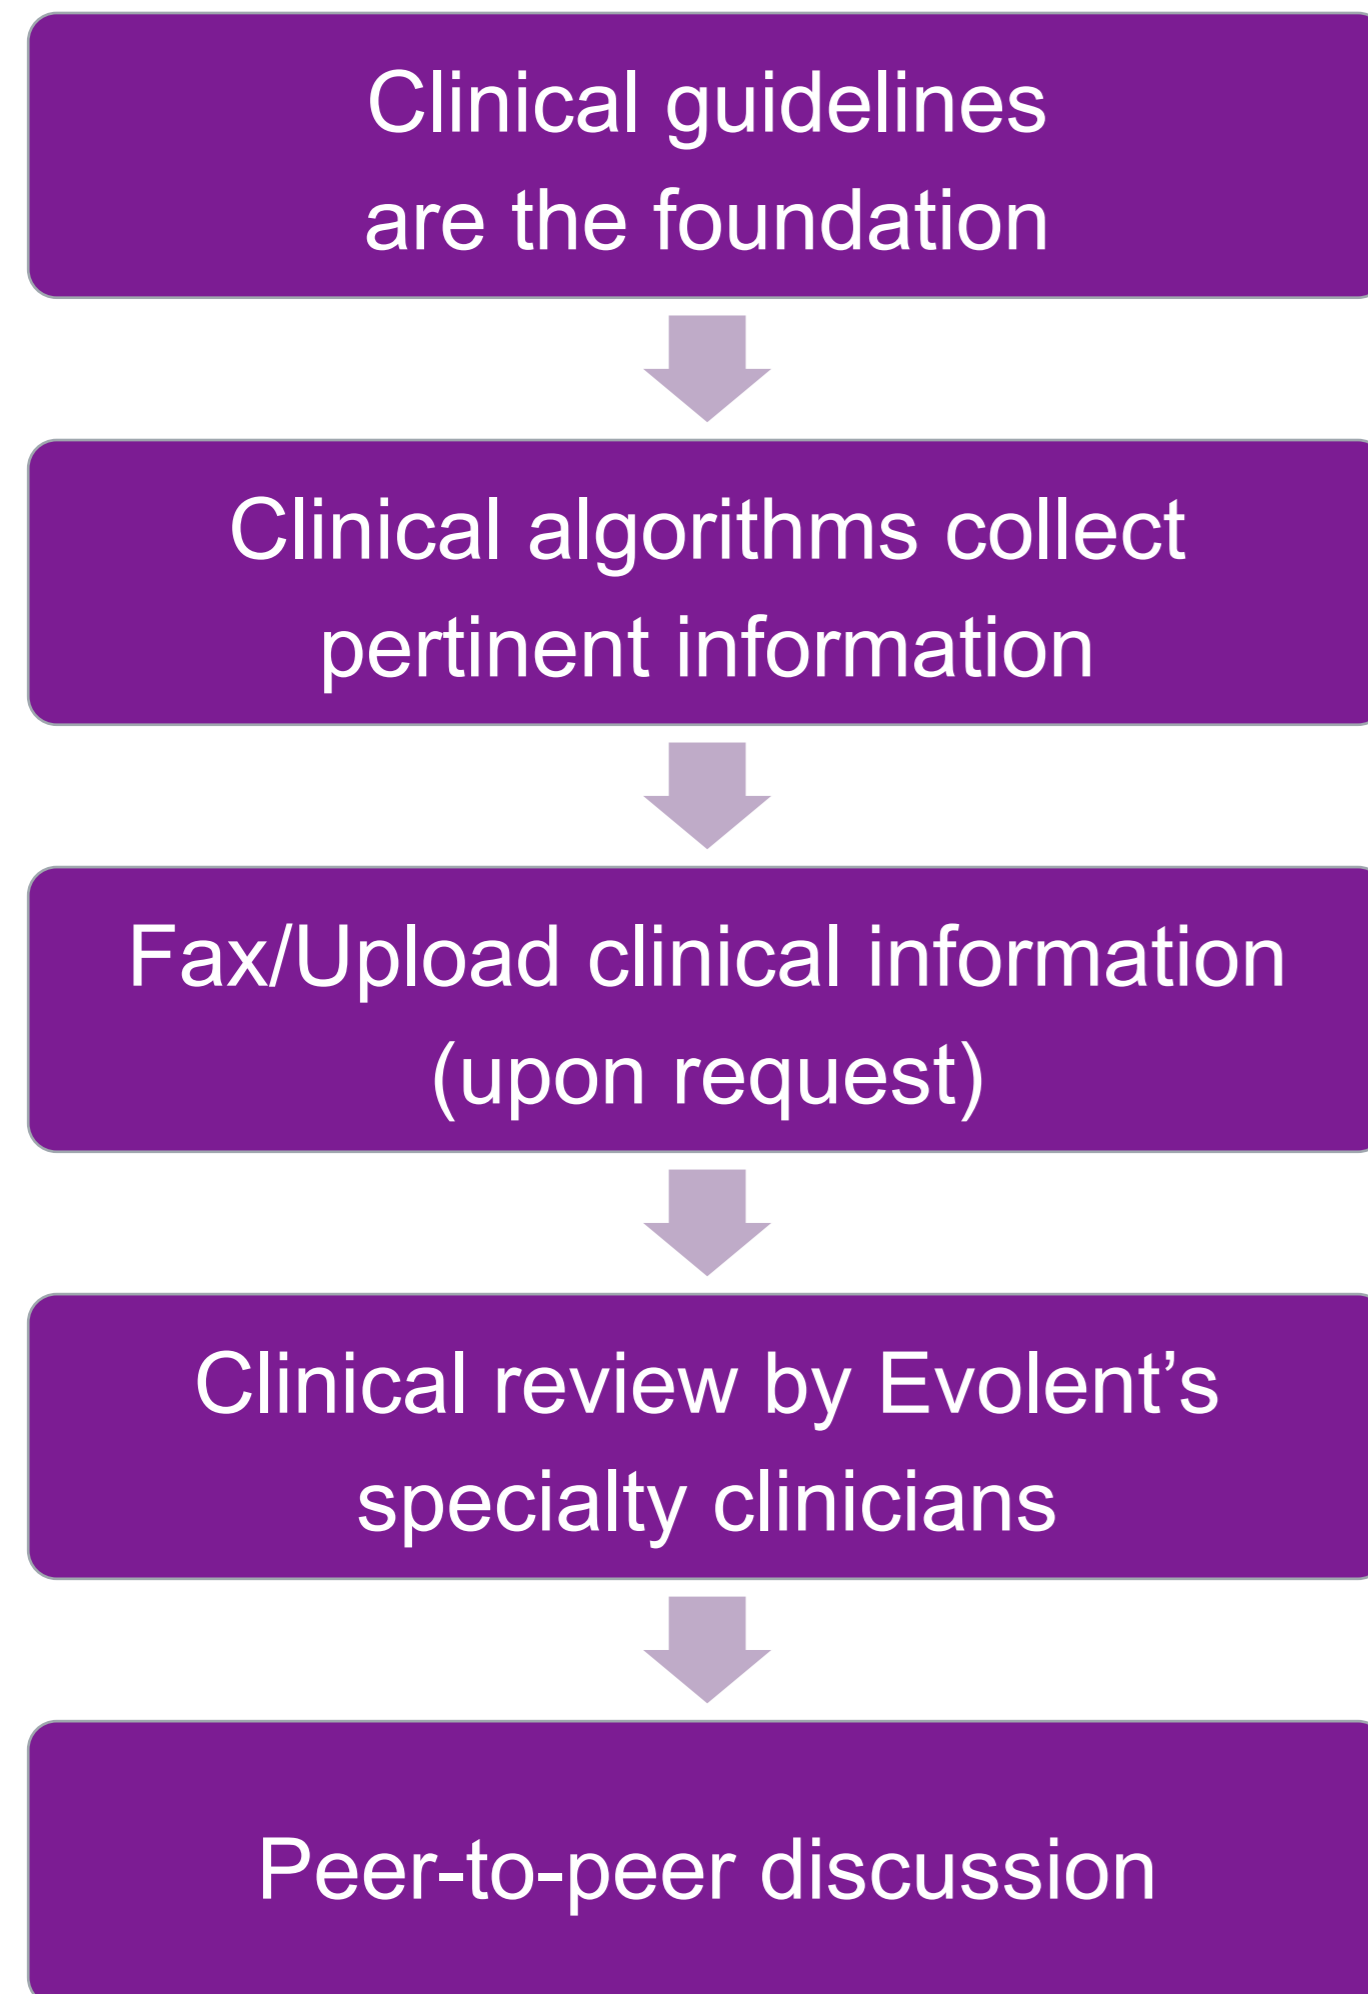 Clinical guidelines
are the foundation
Clinical algorithms collect
pertinent information
Fax/Upload clinical information
(upon request)
Clinical review by Evolent’s
specialty clinicians
Peer-to-peer discussion